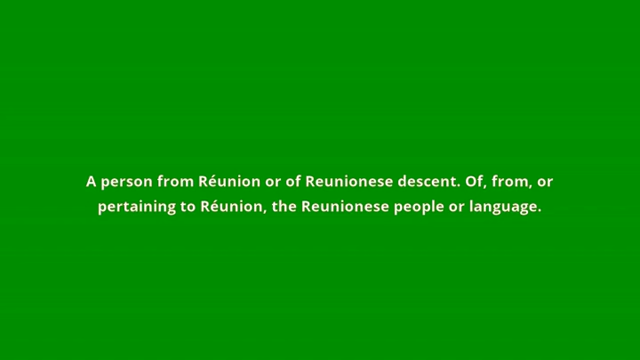 A person from Réunion or of Reunionese descent. Of, from, or
pertaining to Réunion, the Reunionese people or language.